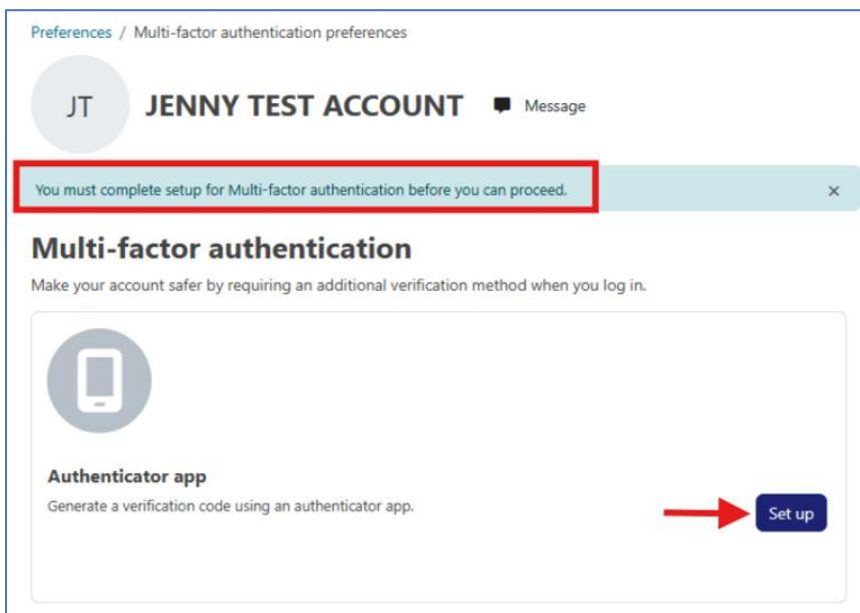 Preferences / Multi-factor authentication preferences
JT
JENNY TEST ACCOUNT Message
You must complete setup for Multi-factor authentication before you can proceed. ×
Multi-factor authentication
Make your account safer by requiring an additional verification method when you log in.
Authenticator app
Generate a verification code using an authenticator app.
Set up